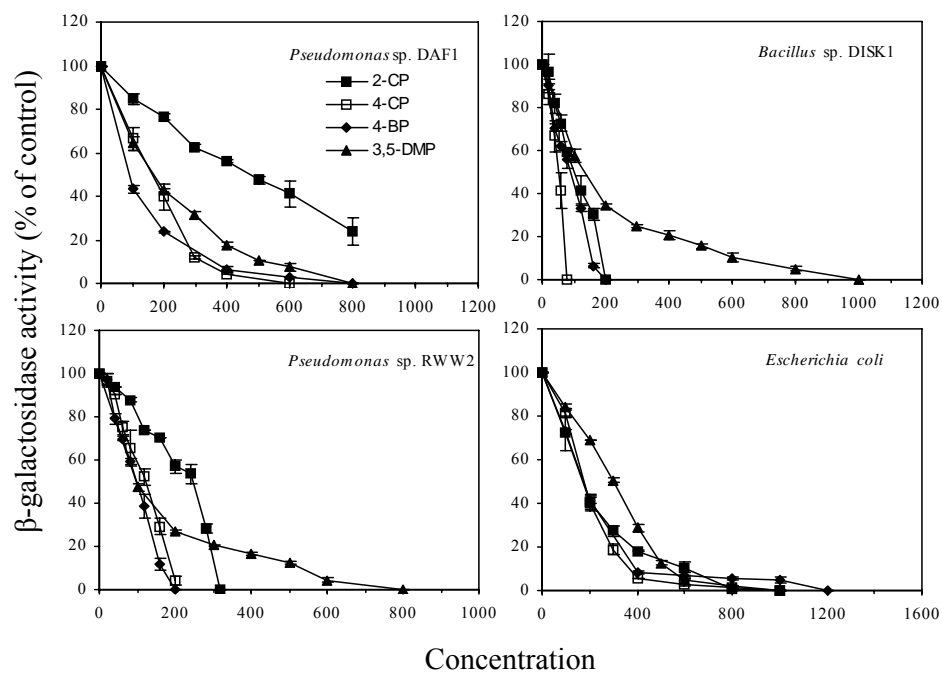 β-galactosidase activity (% of control)
120
100
80
60
40
20
0
Pseudomonas sp. DAF1
2-CP
4-CP
4-BP
3,5-DMP
0 200 400 600 800 1000
120
100
80
60
40
20
0
Bacillus sp. DISK1
0 200 400 600 800 1000 1200
120
100
80
60
40
20
0
Pseudomonas sp. RWW2
0 200 400 600 800 1000
120
100
80
60
40
20
0
Escherichia coli
0 400 800 1200 1600
Concentration